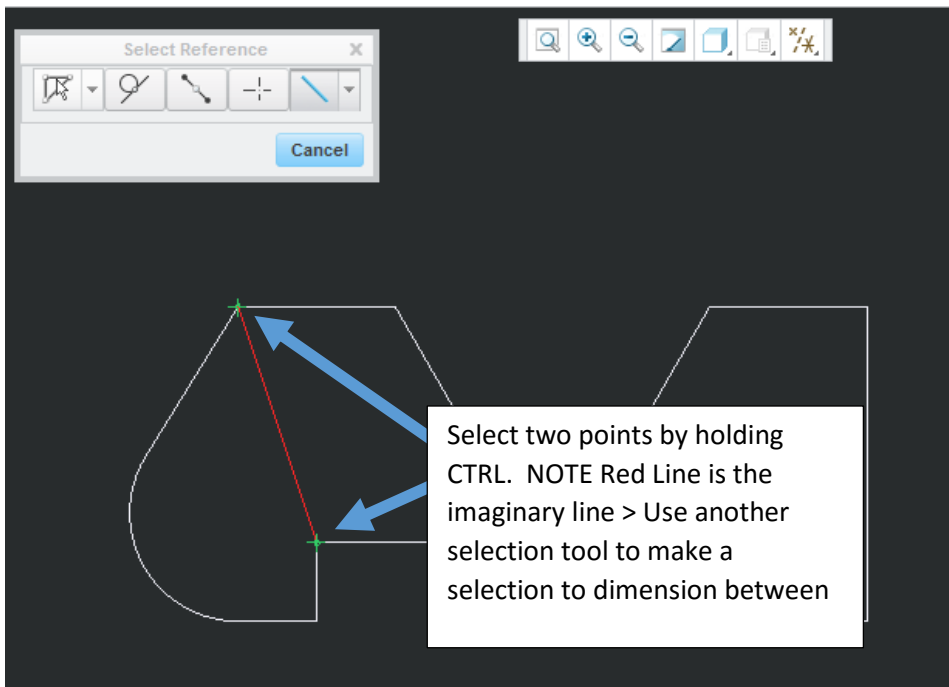 Select Reference
Cancel
Select two points by holding
CTRL. NOTE Red Line is the
imaginary line > Use another
selection tool to make a
selection to dimension between